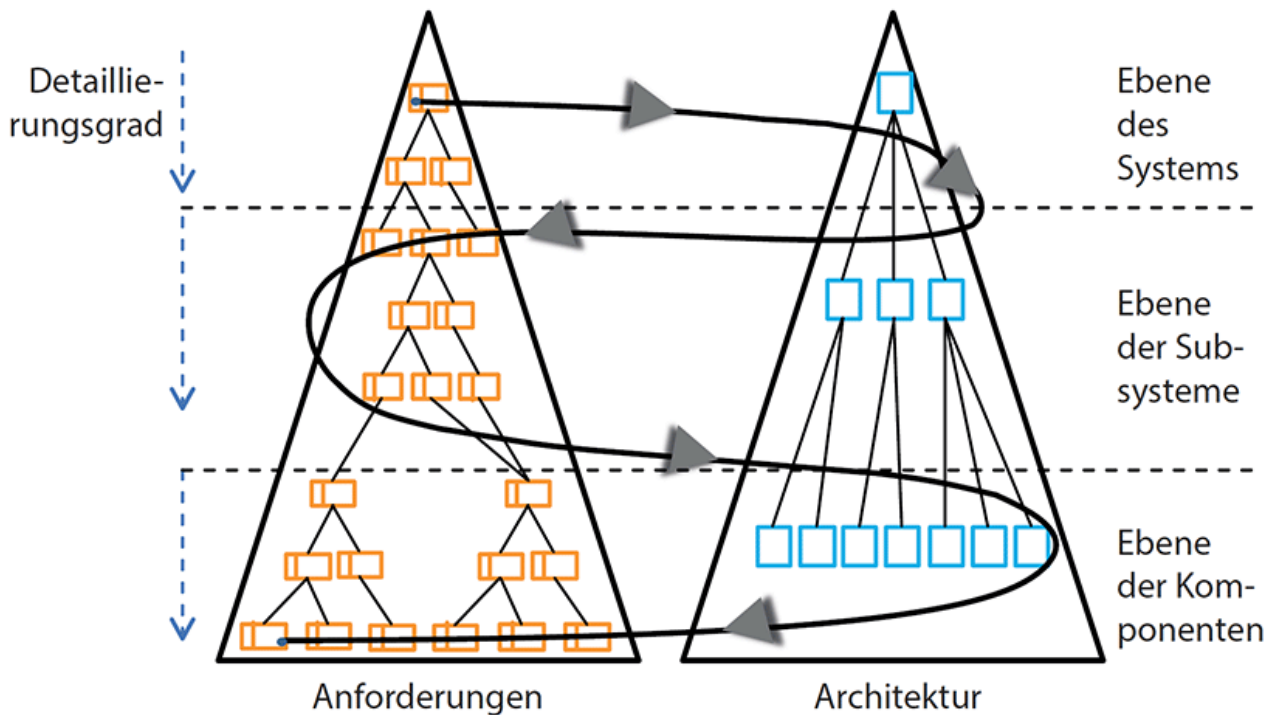 Detaillie-
rungsgrad
Ebene
des
Systems
Ebene
der Sub-
systeme
Ebene
der Kom-
ponenten
Anforderungen
Architektur